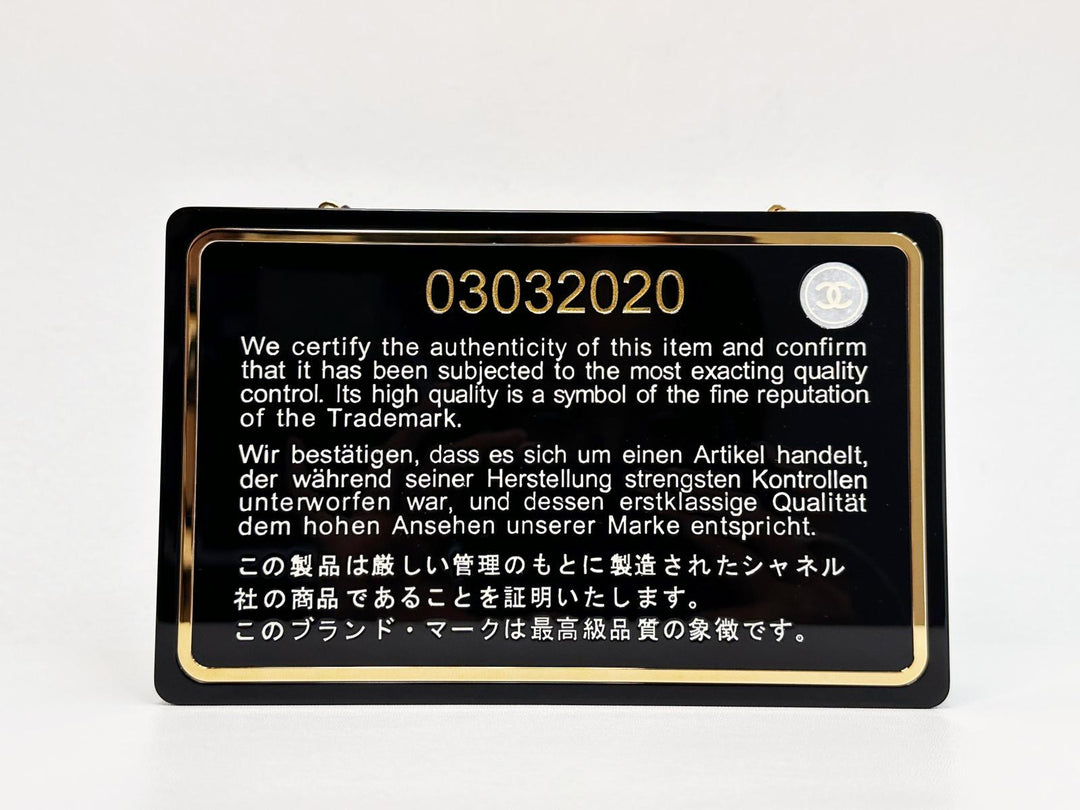 03032020
We certify the authenticity of this item and confirm
that it has been subjected to the most exacting quality
control. Its high quality is a symbol of the fine reputation
of the Trademark.
Wir bestätigen, dass es sich um einen Artikel handelt,
der während seiner Herstellung strengsten Kontrollen
unterworfen war, und dessen erstklassige Qualität
dem hohen Ansehen unserer Marke entspricht.
この製品は厳しい管理のもとに製造されたシャネル
社の商品であることを証明いたします。
このブランド・マークは最高級品質の象徴です。